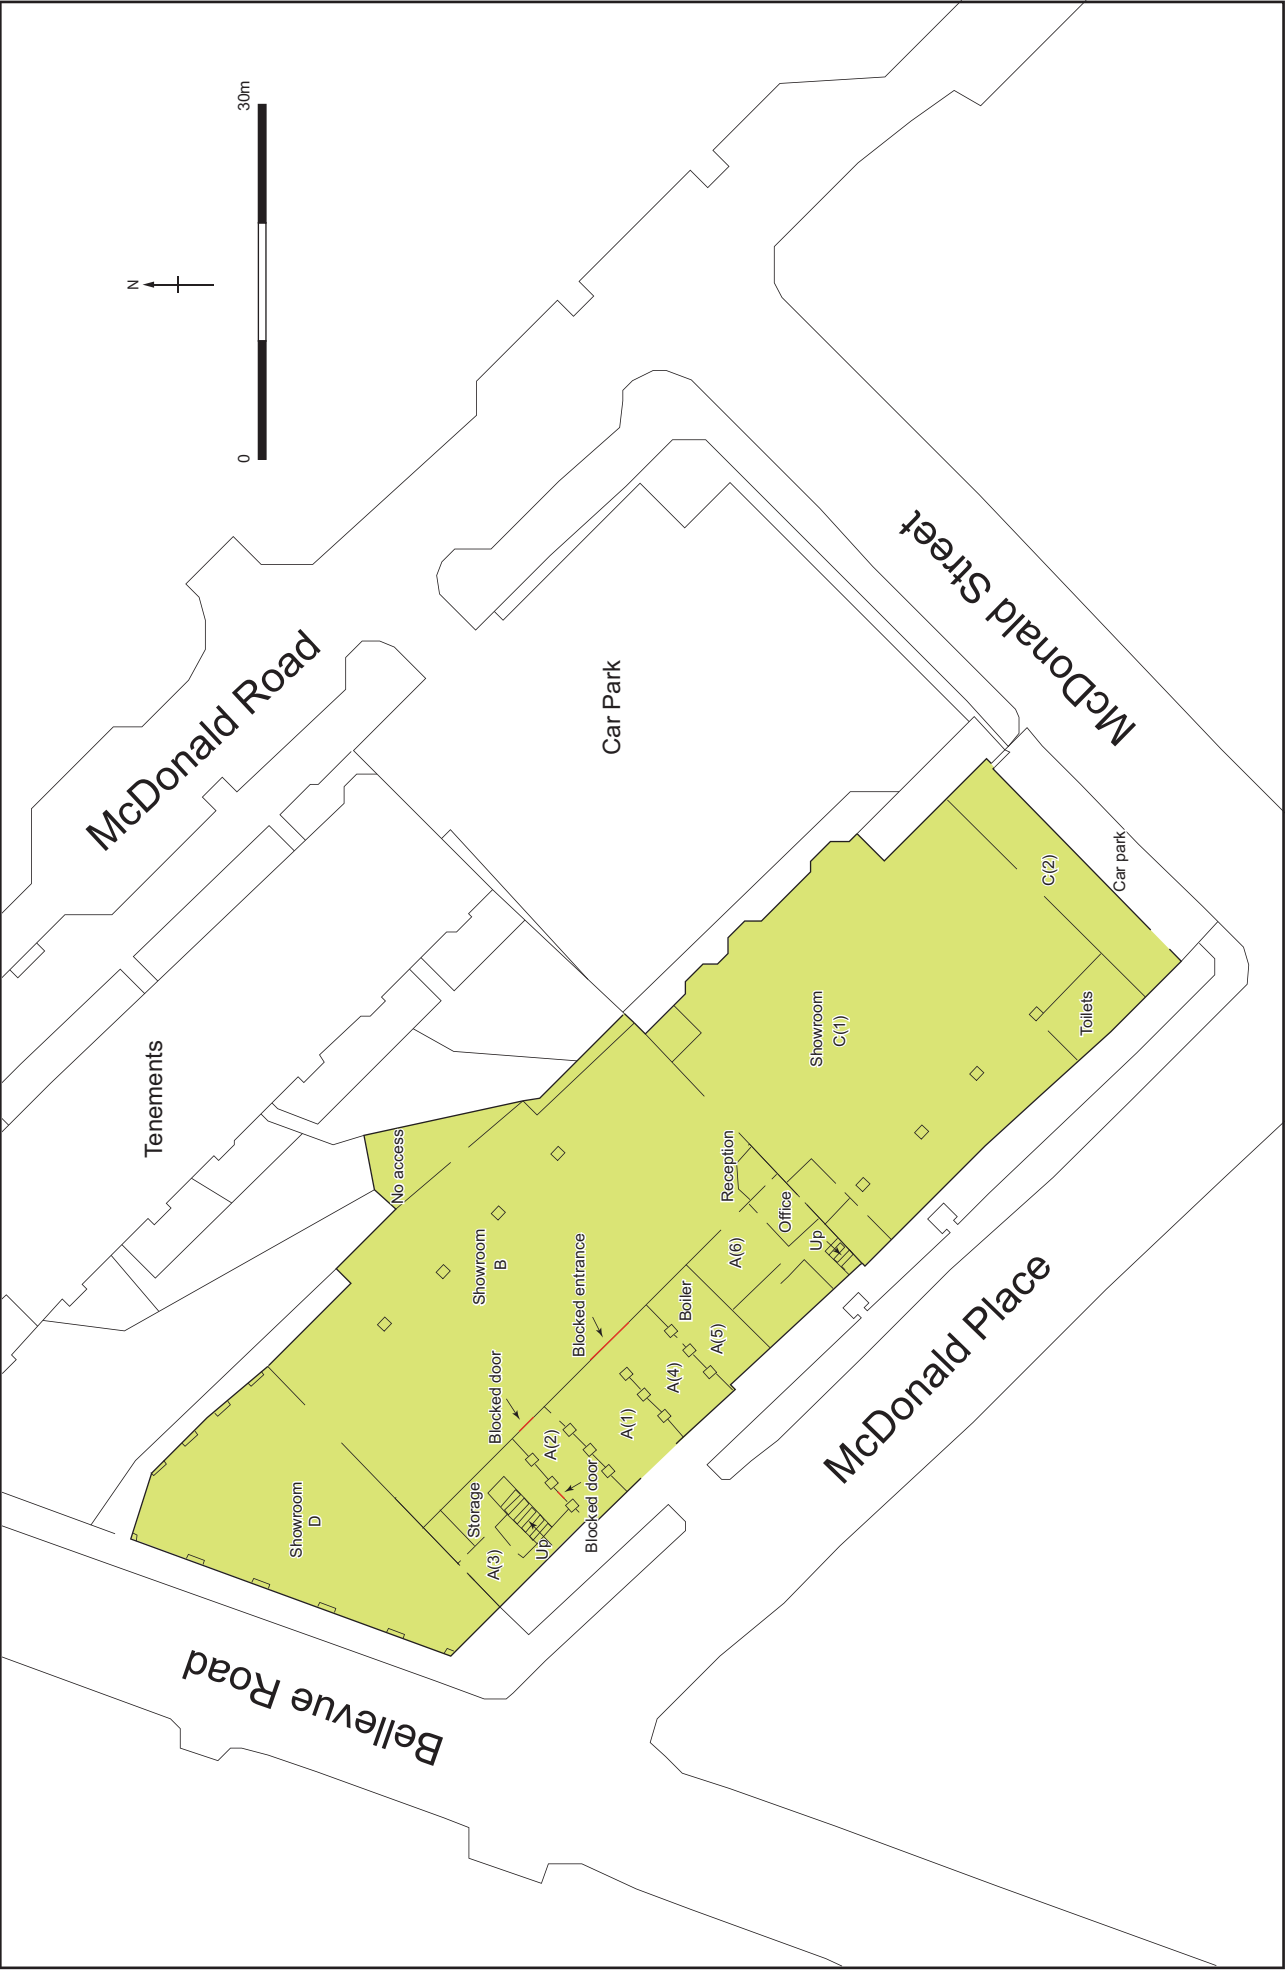 N
0
30m
McDonald Road
Tenements
Car Park
McDonald Street
No access
Showroom
B
Showroom
C(1)
C(2)
Car park
Toilets
Reception
Office
Up
A(6)
Boiler
A(5)
A(4)
A(1)
A(2)
Blocked entrance
Blocked door
Blocked door
Storage
Up
A(3)
Showroom
D
McDonald Place
Bellevue Road